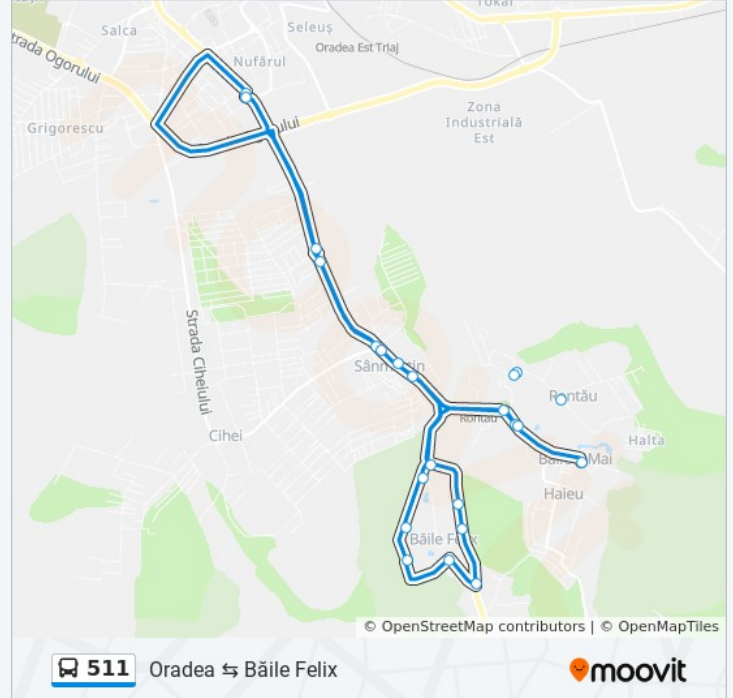 Tokai
Salca
Seleuș
Oradea Est Triaj
Strada Ogorului
Nufărul
Zona
Industrială
Est
Grigorescu
Strada Ciheiului
Rontău
Rontău
Cihei
Halta
Haieu
Băile Felix
© OpenStreetMap contributors | © OpenMapTiles
511 Oradea ⇆ Băile Felix
moovit